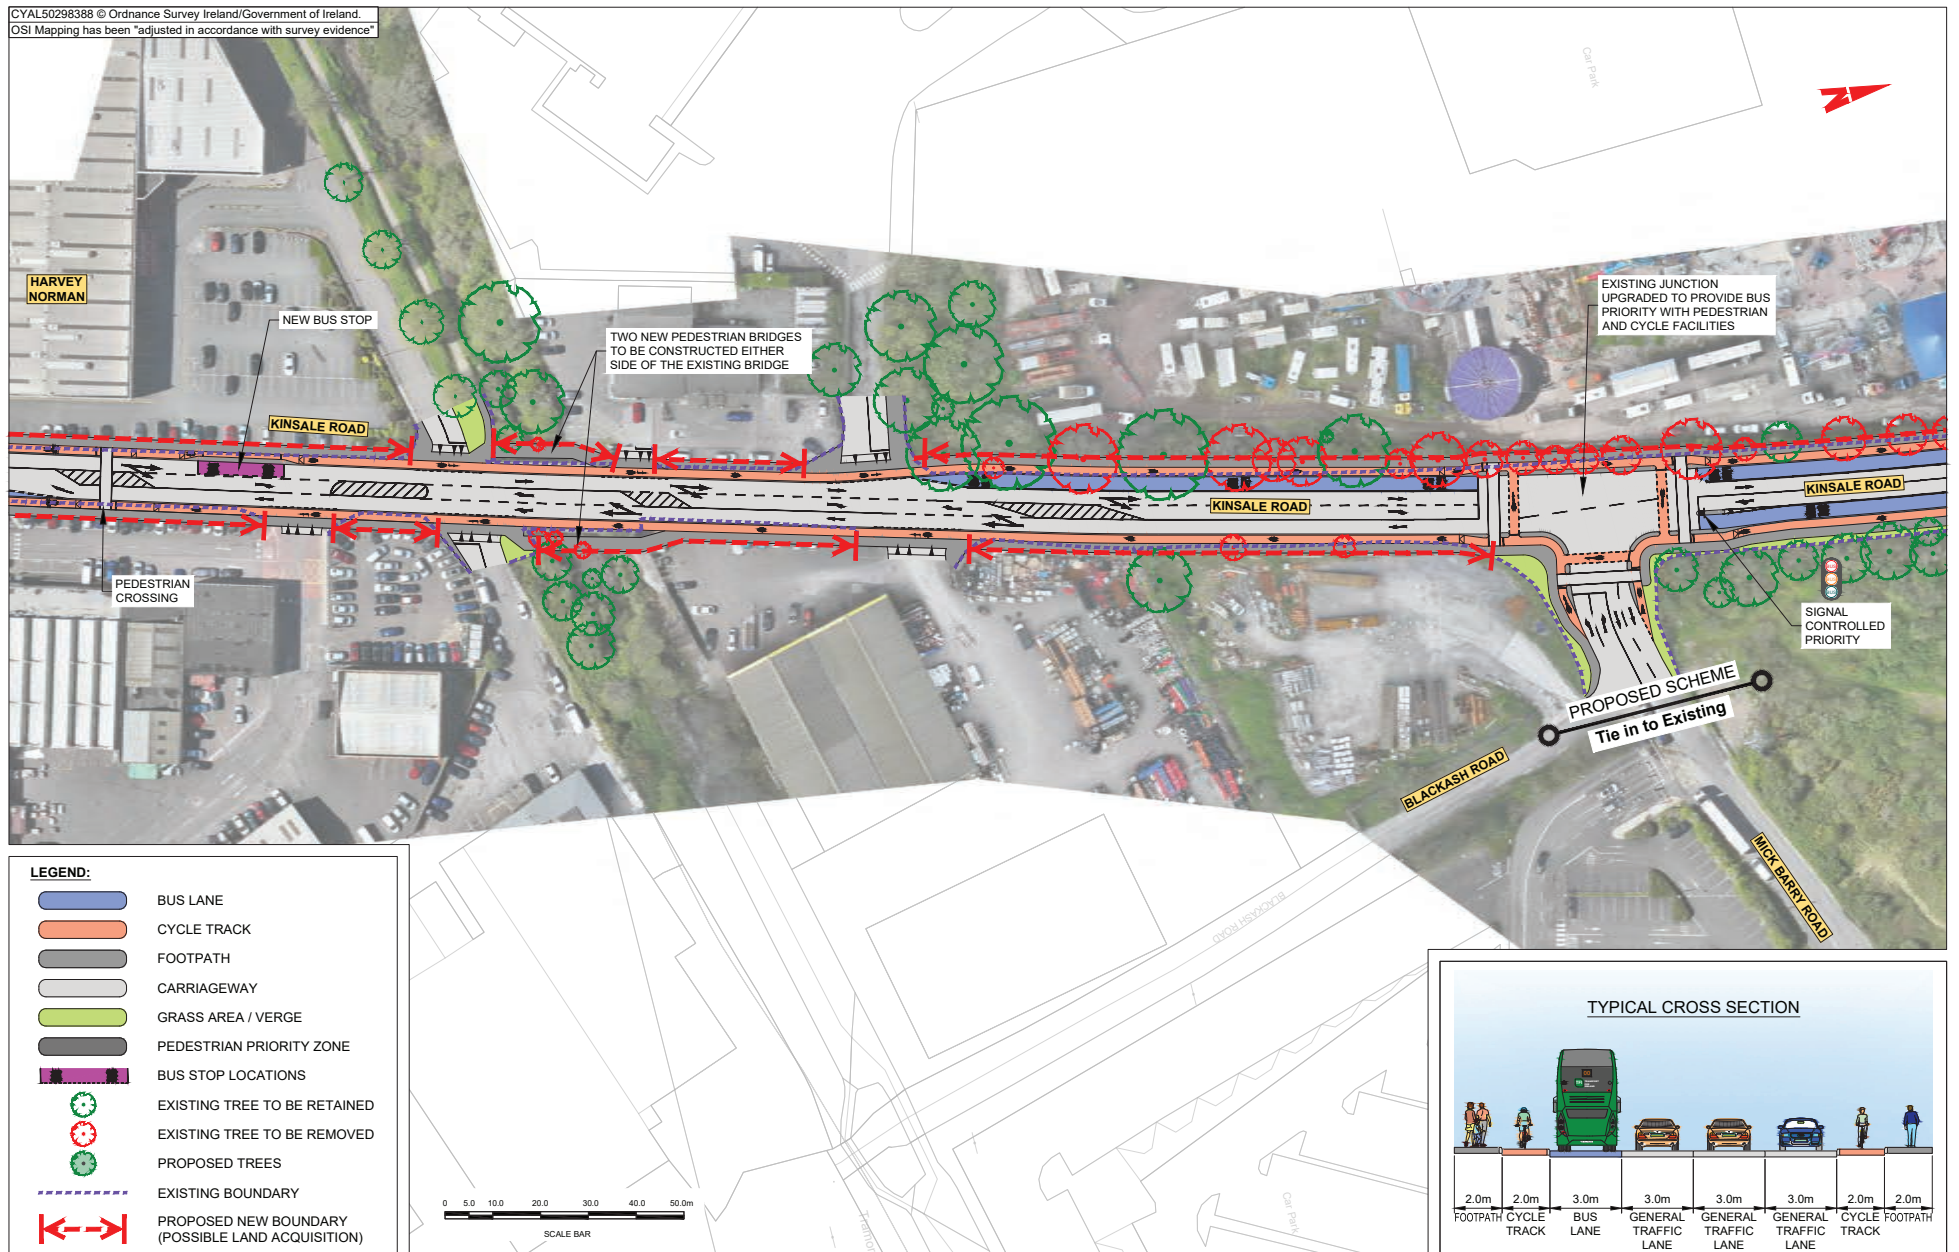 CYAL50298388 © Ordnance Survey Ireland/Government of Ireland.
OSI Mapping has been "adjusted in accordance with survey evidence"
Car Park
HARVEY
NORMAN
NEW BUS STOP
KINSALE ROAD
TWO NEW PEDESTRIAN BRIDGES
TO BE CONSTRUCTED EITHER
SIDE OF THE EXISTING BRIDGE
EXISTING JUNCTION
UPGRADED TO PROVIDE BUS
PRIORITY WITH PEDESTRIAN
AND CYCLE FACILITIES
KINSALE ROAD
KINSALE ROAD
PEDESTRIAN
CROSSING
SIGNAL
CONTROLLED
PRIORITY
PROPOSED SCHEME
Tie in to Existing
BLACKASH ROAD
MICK BARRY ROAD
BLACKASH ROAD
Car Park
LEGEND:
BUS LANE
CYCLE TRACK
FOOTPATH
CARRIAGEWAY
GRASS AREA / VERGE
PEDESTRIAN PRIORITY ZONE
BUS STOP LOCATIONS
EXISTING TREE TO BE RETAINED
EXISTING TREE TO BE REMOVED
PROPOSED TREES
EXISTING BOUNDARY
PROPOSED NEW BOUNDARY
(POSSIBLE LAND ACQUISITION)
0 5.0 10.0 20.0 30.0 40.0 50.0m
SCALE BAR
TYPICAL CROSS SECTION
2.0m 2.0m 3.0m 3.0m 3.0m 3.0m 2.0m 2.0m
FOOTPATH CYCLE BUS GENERAL GENERAL GENERAL CYCLE FOOTPATH
TRACK LANE TRAFFIC TRAFFIC TRAFFIC TRACK
LANE LANE LANE